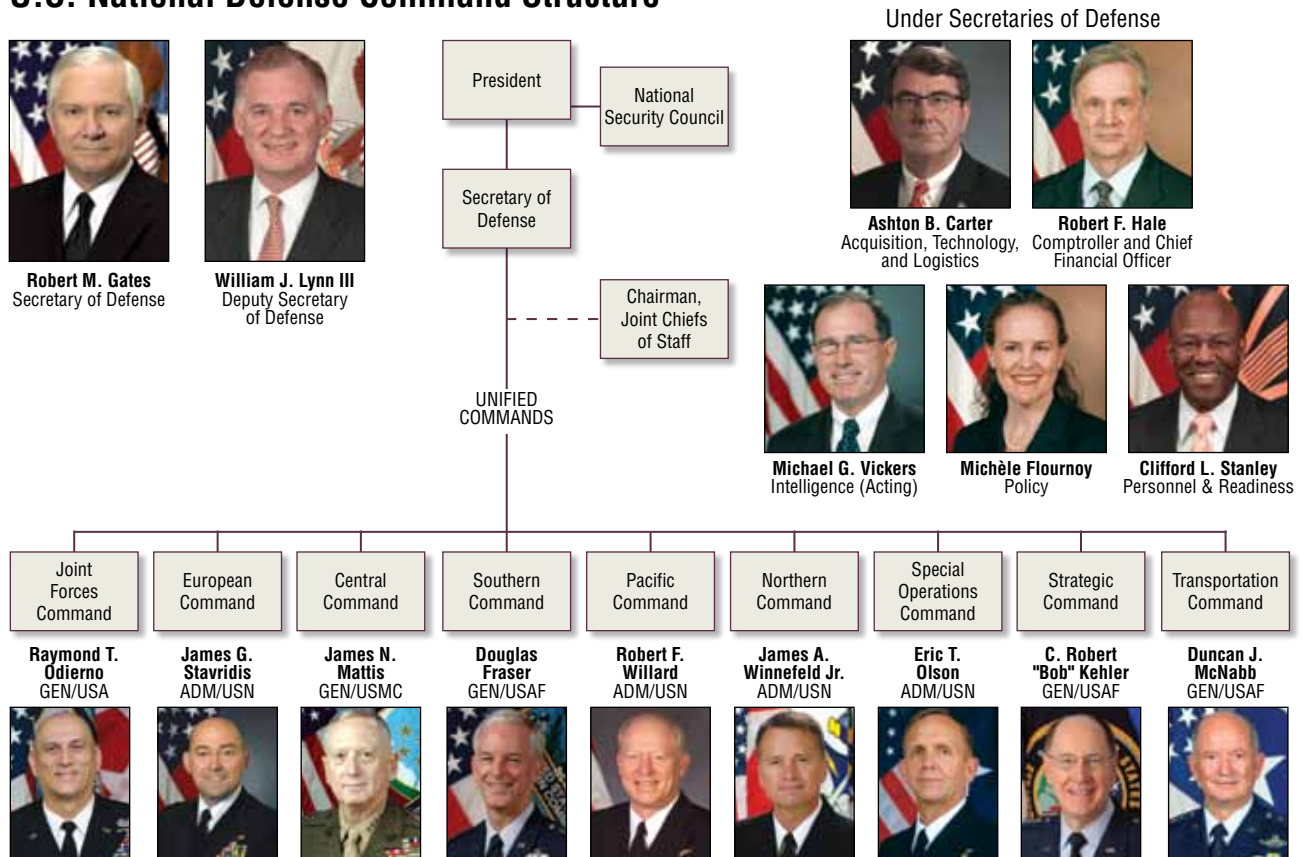 U.S. National Defense Command Structure
Under Secretaries of Defense
President
National
Security Council
Secretary of
Defense
Chairman,
Joint Chiefs
of Staff
UNIFIED
COMMANDS
Robert M. Gates
Secretary of Defense
William J. Lynn III
Deputy Secretary
of Defense
Ashton B. Carter
Acquisition, Technology,
and Logistics
Robert F. Hale
Comptroller and Chief
Financial Officer
Michael G. Vickers
Intelligence (Acting)
Michèle Flournoy
Policy
Clifford L. Stanley
Personnel & Readiness
Joint
Forces
Command
European
Command
Central
Command
Southern
Command
Pacific
Command
Northern
Command
Special
Operations
Command
Strategic
Command
Transportation
Command
Raymond T.
Odierno
GEN/USA
James G.
Stavridis
ADM/USN
James N.
Mattis
GEN/USMC
Douglas
Fraser
GEN/USAF
Robert F.
Willard
ADM/USN
James A.
Winnefeld Jr.
ADM/USN
Eric T.
Olson
ADM/USN
C. Robert
"Bob" Kehler
GEN/USAF
Duncan J.
McNabb
GEN/USAF